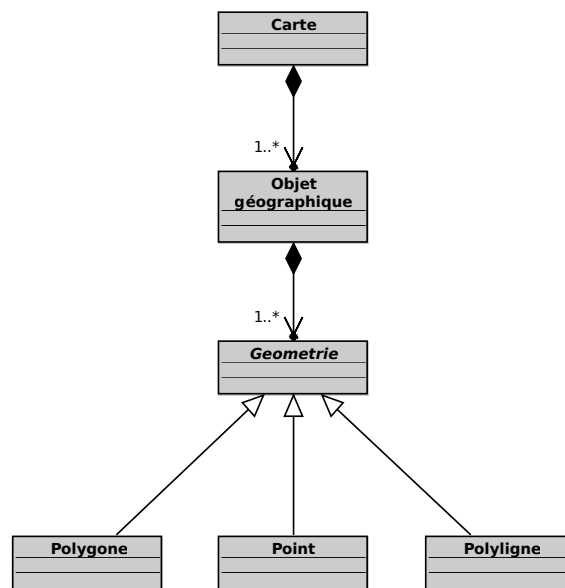 Carte
1..*
Objet
géographique
1..*
Geometrie
Polygone
Point
Polyligne